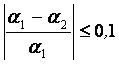 |α₁ − α₂ / α₁| ≤ 0,1